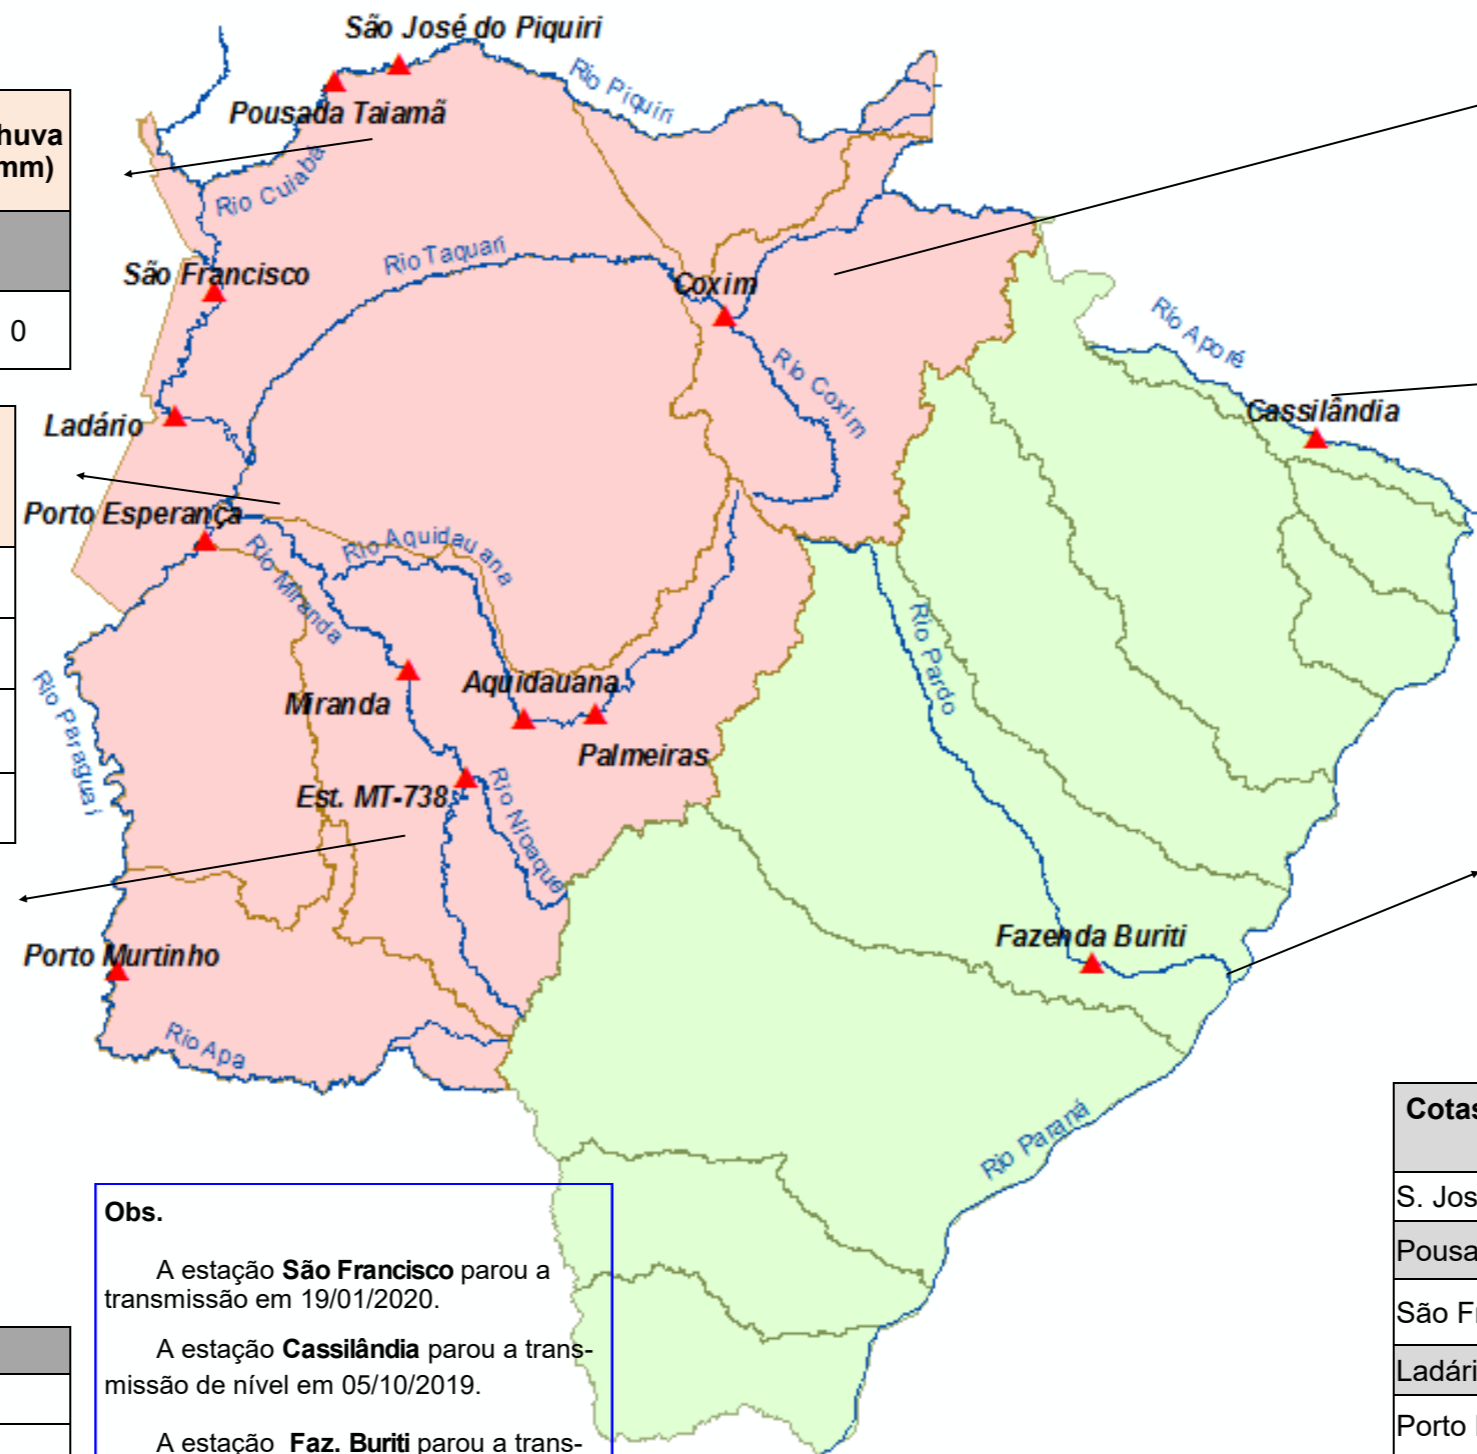 São José do Piquiri
Rio Piquiri
Pousada Taiamã
huva
mm)
Rio Cuiabá
Rio Taquari
São Francisco
Coxim
0
Rio Aporé
Rio Coxim
Cassilândia
Ladário
Porto Esperança
Rio Aquidauana
Rio Miranda
Rio Pardo
Aquidauana
Miranda
Rio Paraguai
Palmeiras
Est. MT-738
Rio Nioaque
Fazenda Buriti
Porto Murtinho
Rio Apa
Rio Paraná
Cotas
S. Jos
Pousa
São Fr
Ladári
Porto
Obs.
A estação São Francisco parou a
transmissão em 19/01/2020.
A estação Cassilândia parou a trans-
missão de nível em 05/10/2019.
A estação Faz. Buriti parou a trans-